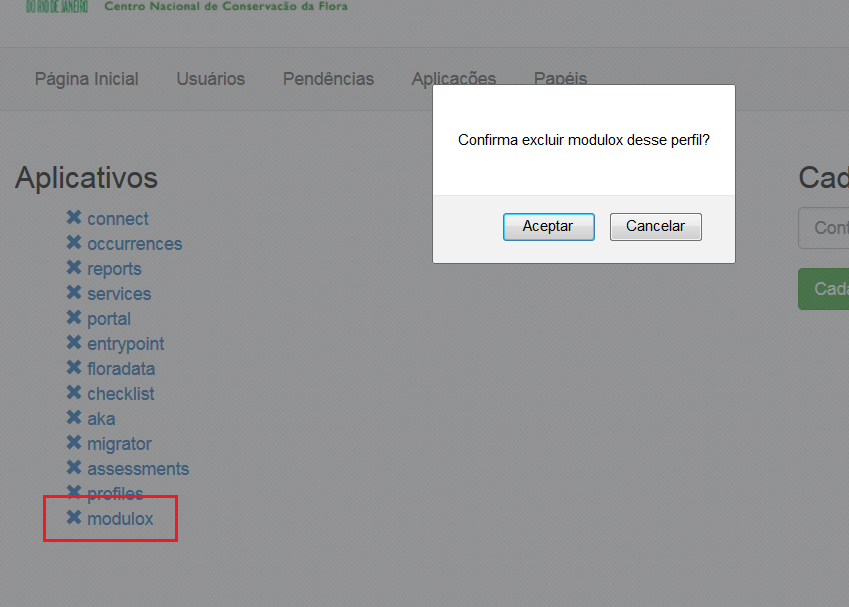 DO RIO DE JANEIRO Centro Nacional de Conservação da Flora
Página Inicial Usuários Pendências Aplicações Papéis
Confirma excluir modulox desse perfil?
Aceptar Cancelar
Aplicativos
connect
occurrences
reports
services
portal
entrypoint
floradata
checklist
aka
migrator
assessments
profiles
modulox
Cad
Cont
Cada